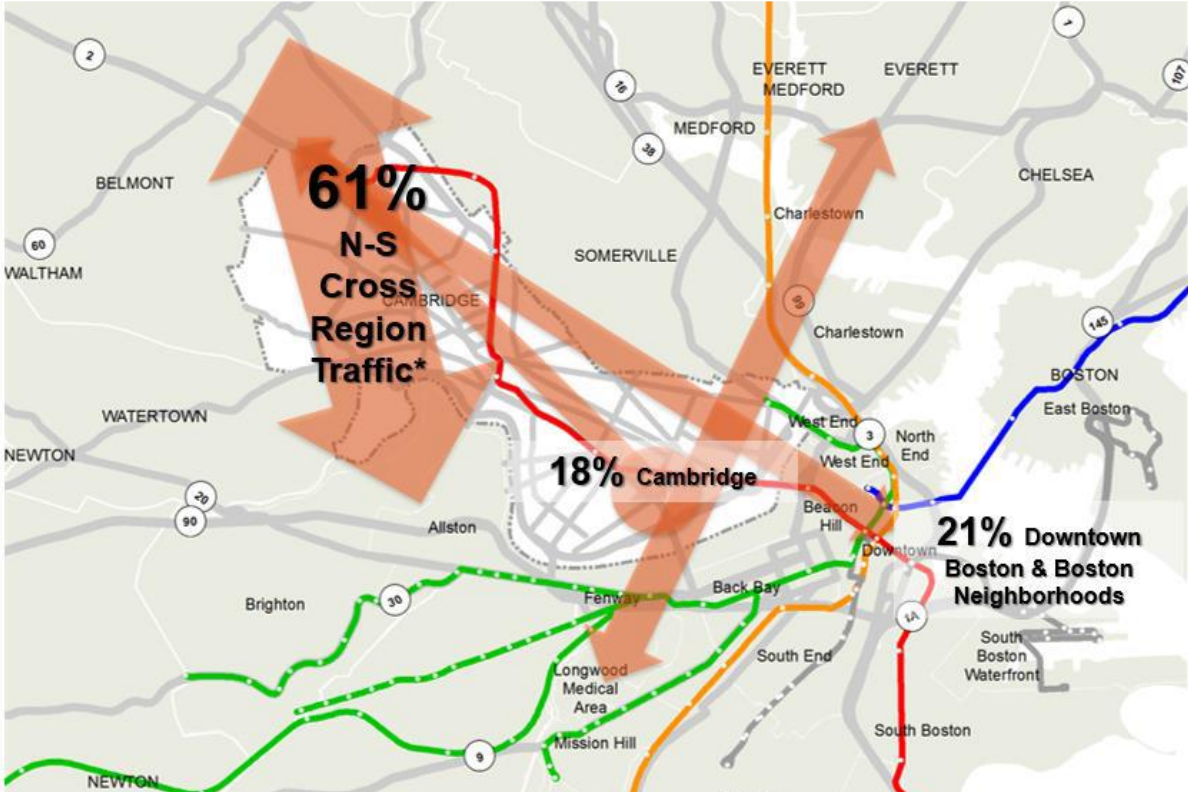 2
7
107
16
EVERETT
EVERETT
MEDFORD
MEDFORD
38
BELMONT
CHELSEA
61%
N-S
Cross
Region
Traffic*
Charlestown
60
SOMERVILLE
WALTHAM
CAMBRIDGE
99
Charlestown
145
BOSTON
East Boston
WATERTOWN
West End
3
North
End
NEWTON
West End
18% Cambridge
20
90
Beacon
Hill
Allston
Downtown
21% Downtown
Boston & Boston
Neighborhoods
Back Bay
Fenway
30
Brighton
1A
South
Boston
Waterfront
South End
Longwood
Medical
Area
South Boston
Mission Hill
9
NEWTON